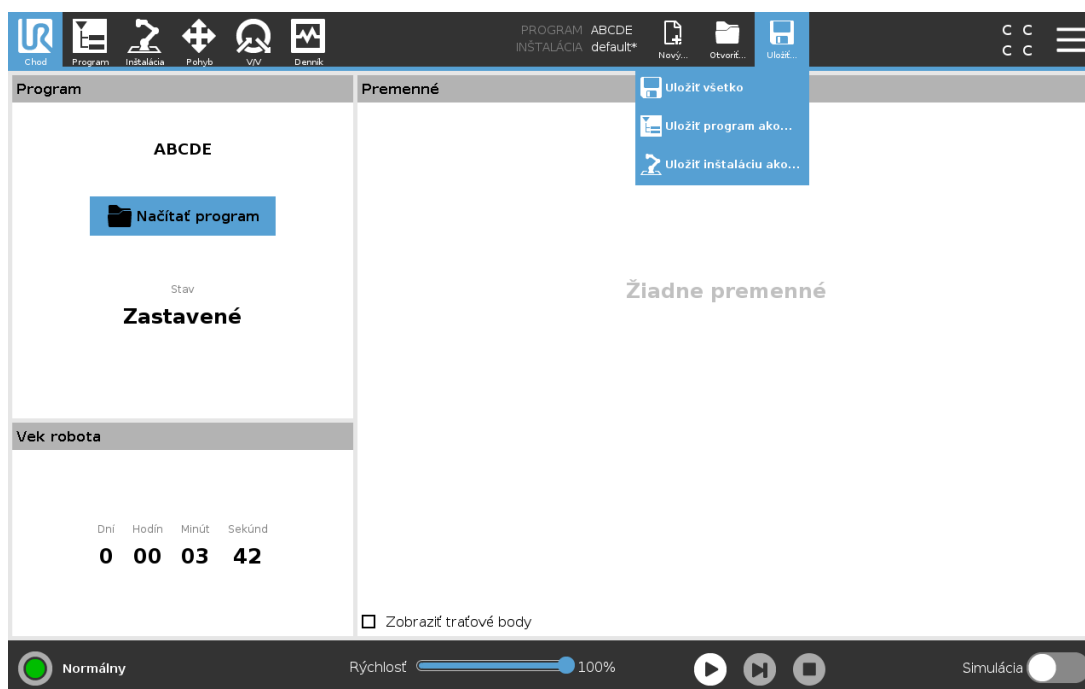 PROGRAM ABCDE
INŠTALÁCIA default*
C C
C C
Chod Program Inštalácia Pohyb V/V Denník Nový... Otvoriť... Uložiť...
Program
ABCDE
Načítať program
Stav
Zastavené
Vek robota
Dní Hodín Minút Sekúnd
0 00 03 42
Premenné
Uložiť všetko
Uložiť program ako...
Uložiť inštaláciu ako...
Žiadne premenné
Zobraziť traťové body
Normálny
Rýchlosť 100%
Simulácia